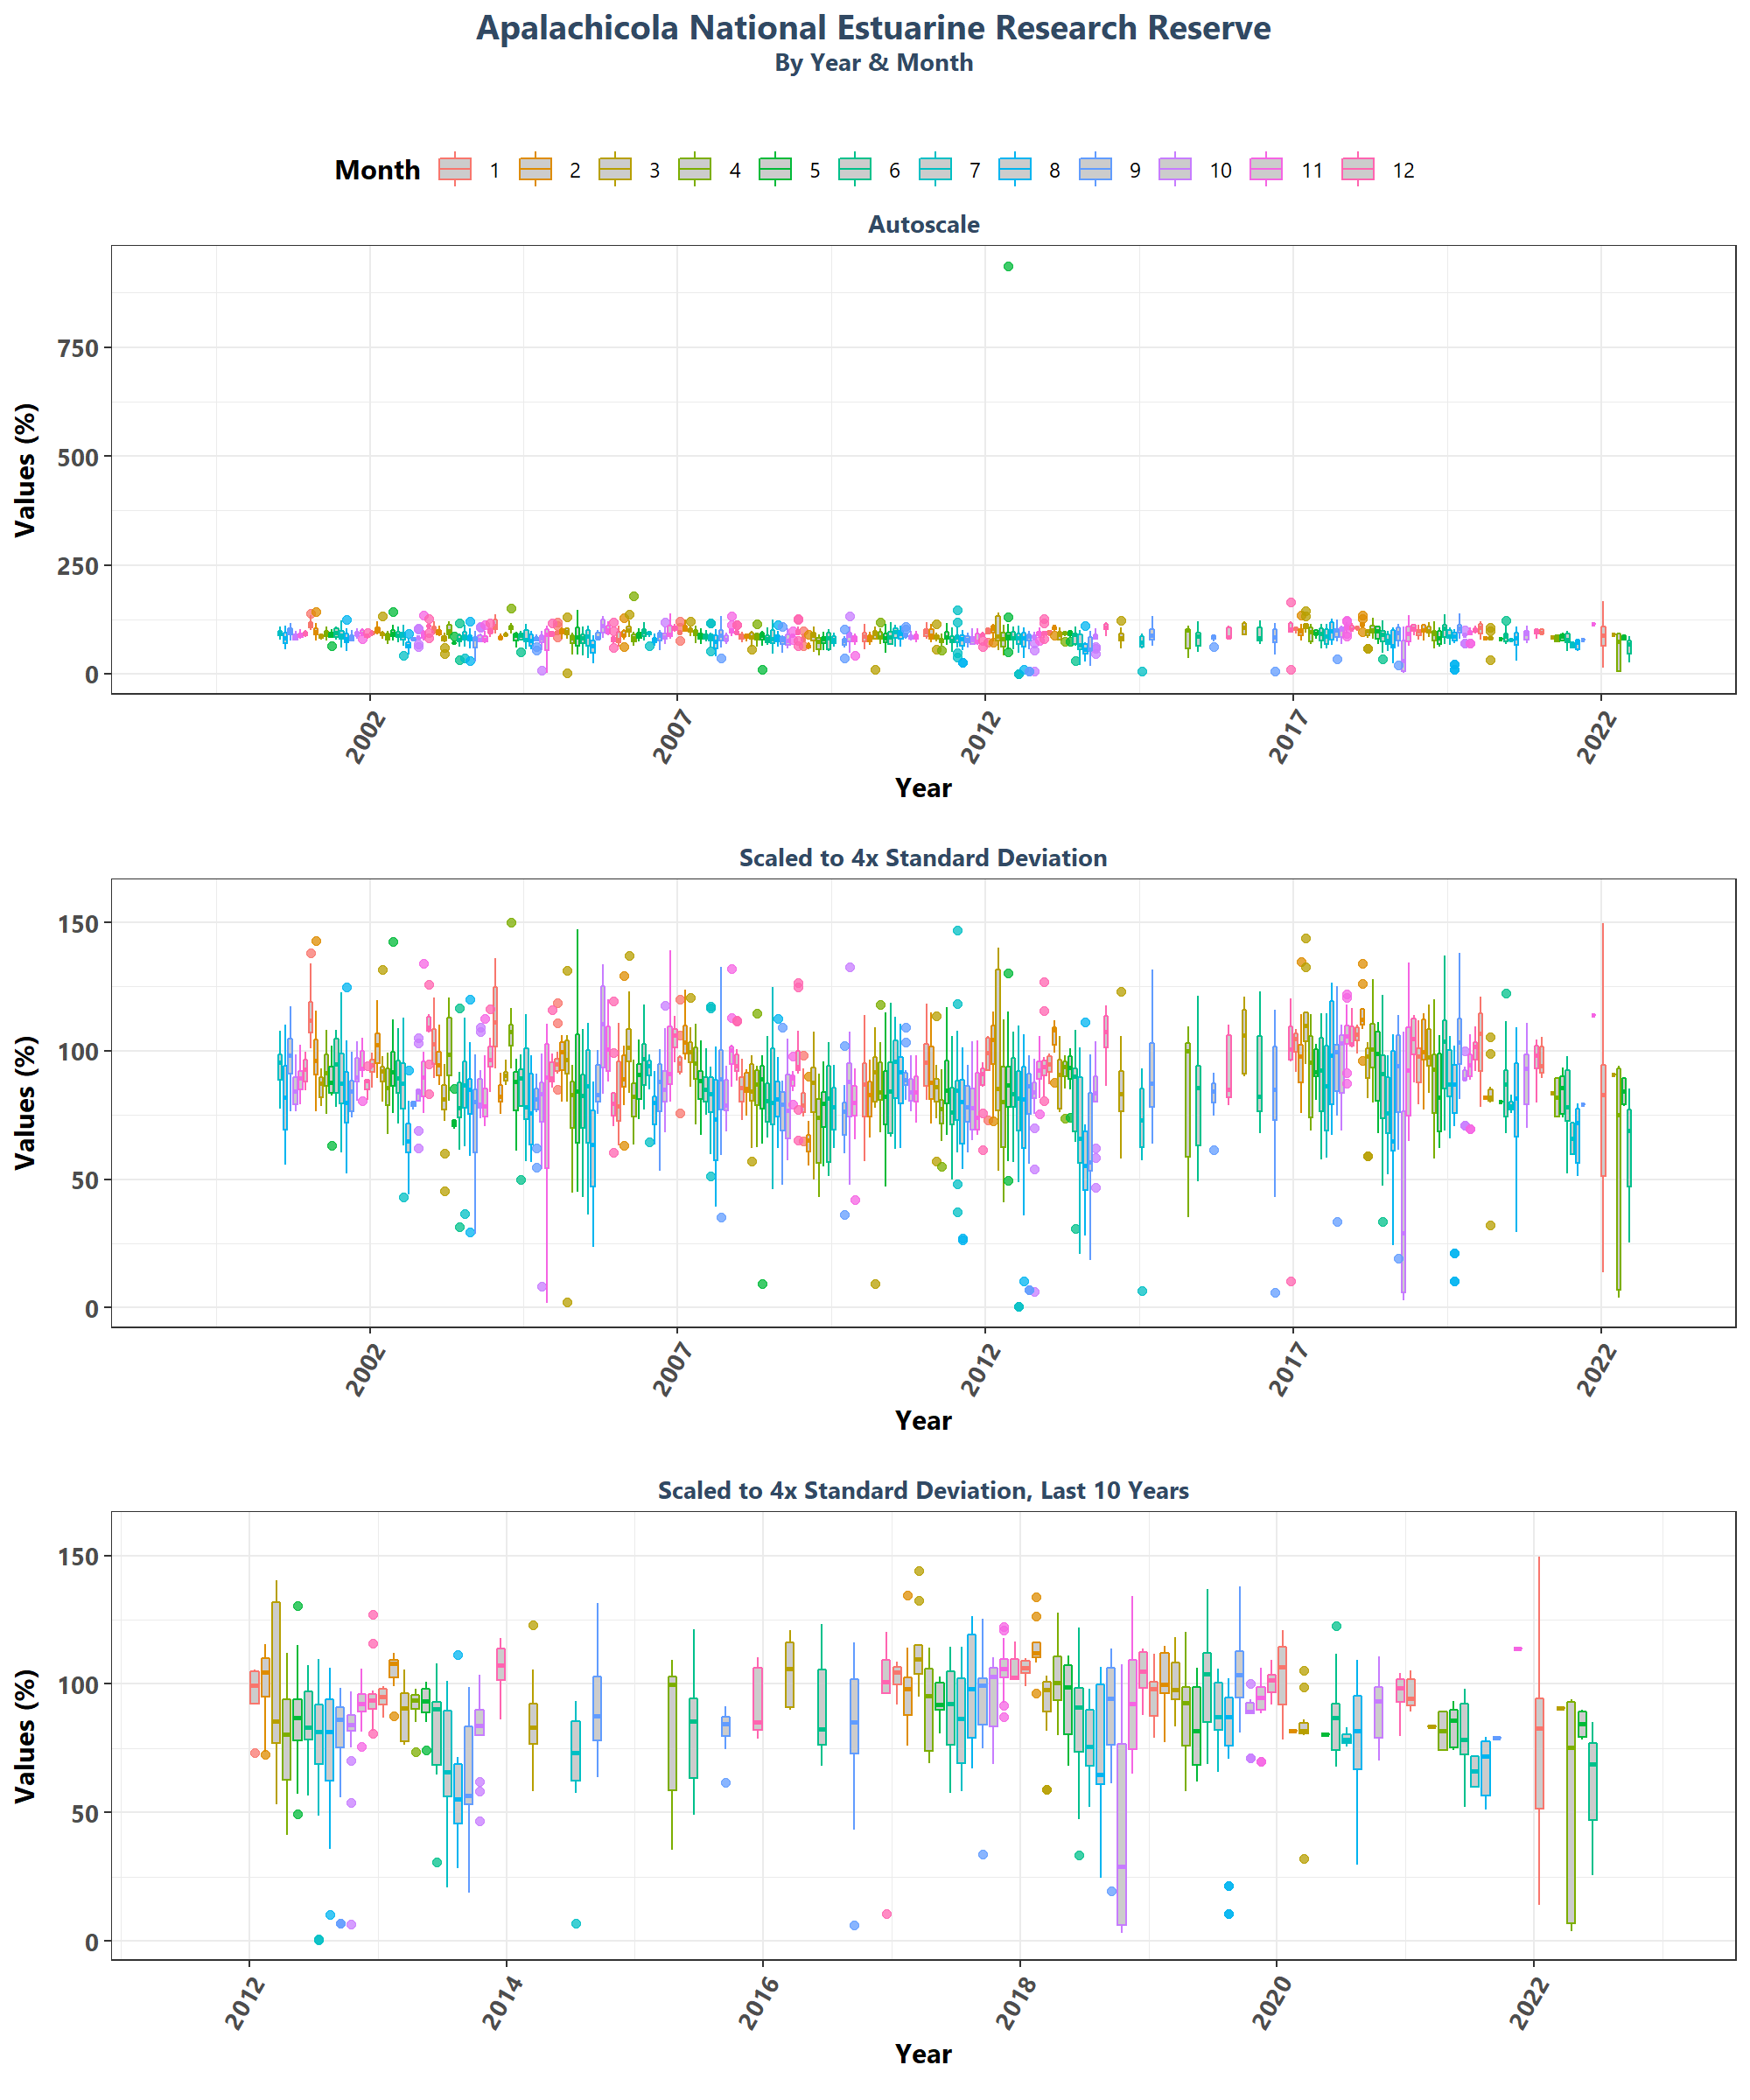 Apalachicola National Estuarine Research Reserve
By Year & Month
Month 1 2 3 4 5 6 7 8 9 10 11 12
Autoscale
Values (%)
750
500
250
0
2002 2007 2012 2017 2022
Year
Scaled to 4x Standard Deviation
Values (%)
150
100
50
0
2002 2007 2012 2017 2022
Year
Scaled to 4x Standard Deviation, Last 10 Years
Values (%)
150
100
50
0
2012 2014 2016 2018 2020 2022
Year